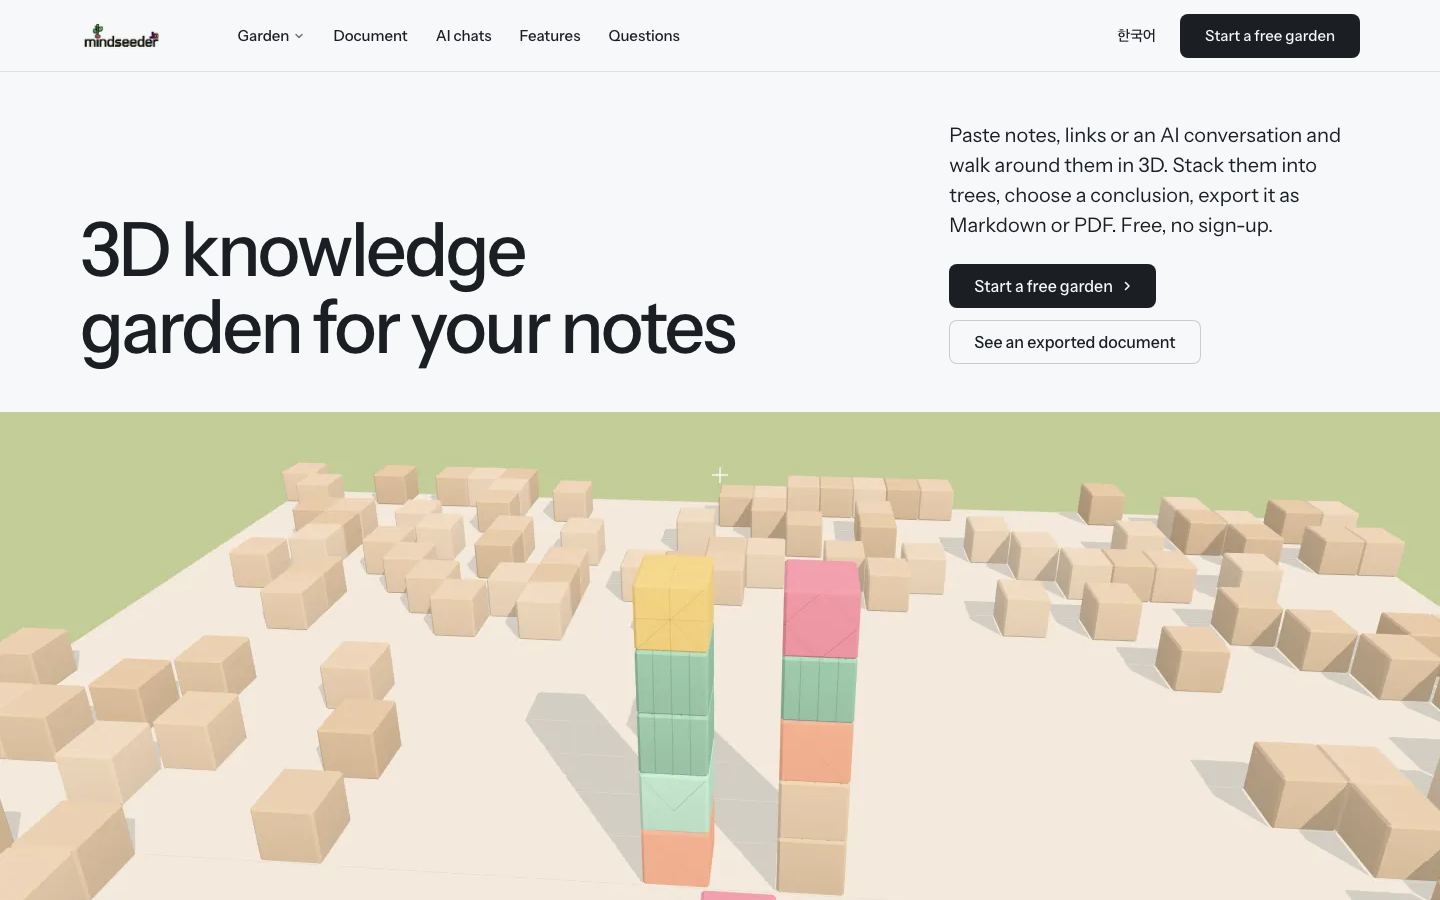 mindseeder
Garden
Document
AI chats
Features
Questions
한국어
Start a free garden
3D knowledge
garden for your notes
Paste notes, links or an AI conversation and
walk around them in 3D. Stack them into
trees, choose a conclusion, export it as
Markdown or PDF. Free, no sign-up.
Start a free garden
See an exported document